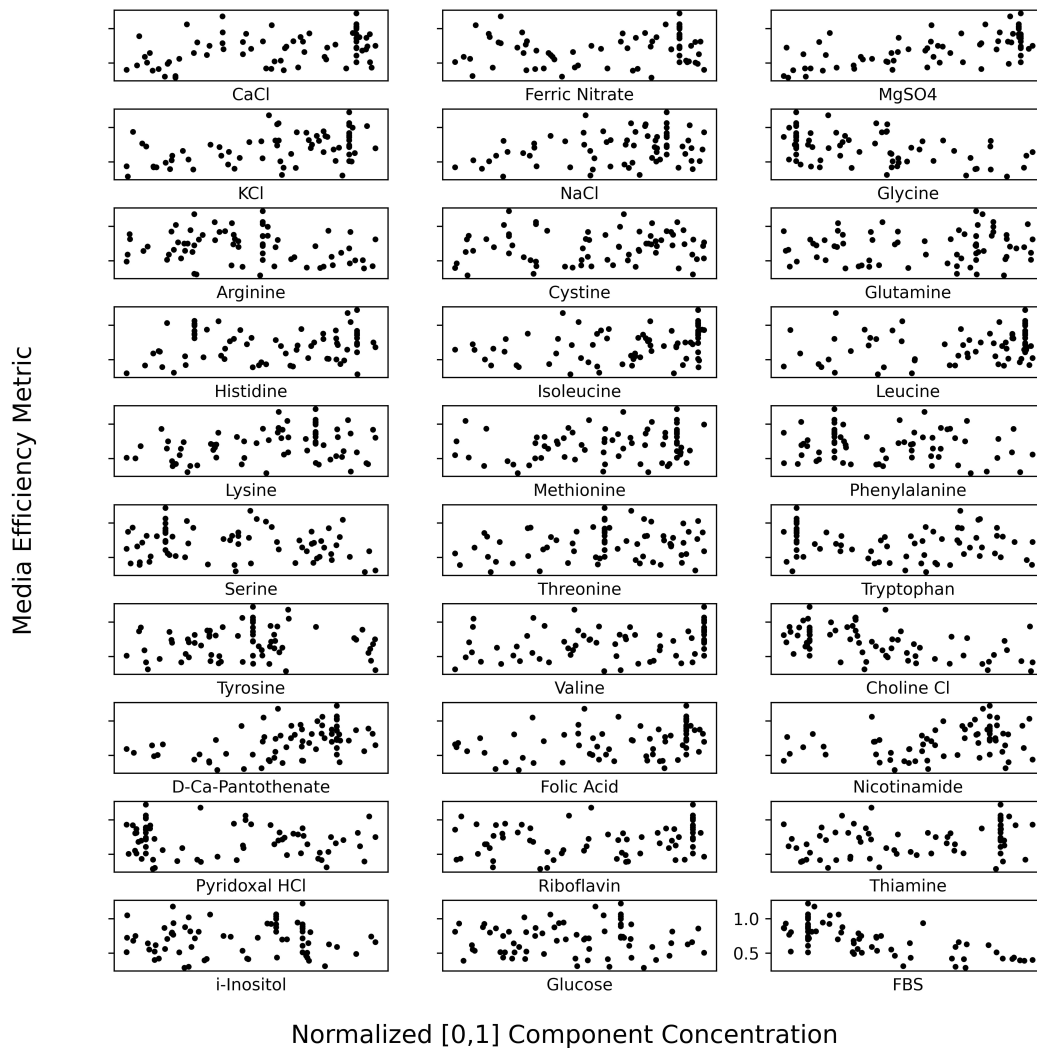 CaCl Ferric Nitrate MgSO4
KCl NaCl Glycine
Arginine Cystine Glutamine
Histidine Isoleucine Leucine
Lysine Methionine Phenylalanine
Serine Threonine Tryptophan
Tyrosine Valine Choline Cl
D-Ca-Pantothenate Folic Acid Nicotinamide
Pyridoxal HCl Riboflavin Thiamine
1.0
0.5
i-Inositol Glucose FBS
Media Efficiency Metric
Normalized [0,1] Component Concentration